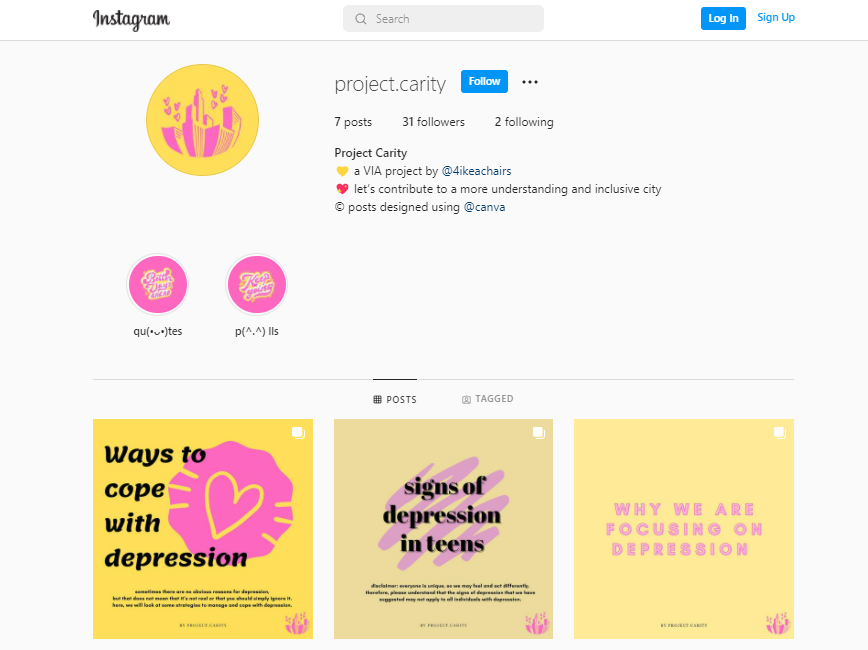 Instagram
Search
Log In
Sign Up
project.carity
Follow
7 posts
31 followers
2 following
Project Carity
💛 a VIA project by @4ikeachairs
💖 let's contribute to a more understanding and inclusive city
© posts designed using @canva
Bad
Day
Keep
going
qu(•ᴗ•)tes
p(^.^) lls
POSTS
TAGGED
Ways to
cope
with
depression
sometimes there are no obvious reasons for depression,
but that does not mean that it's not real or that you should simply ignore it.
here, we will look at some strategies to manage and cope with depression.
BY PROJECT.CARITY
signs of
depression
in teens
disclaimer: everyone is unique, so we may feel and act differently.
therefore, please understand that the signs of depression that we have
suggested may not apply to all individuals with depression.
BY PROJECT.CARITY
WHY WE ARE
FOCUSING ON
DEPRESSION
BY PROJECT.CARITY